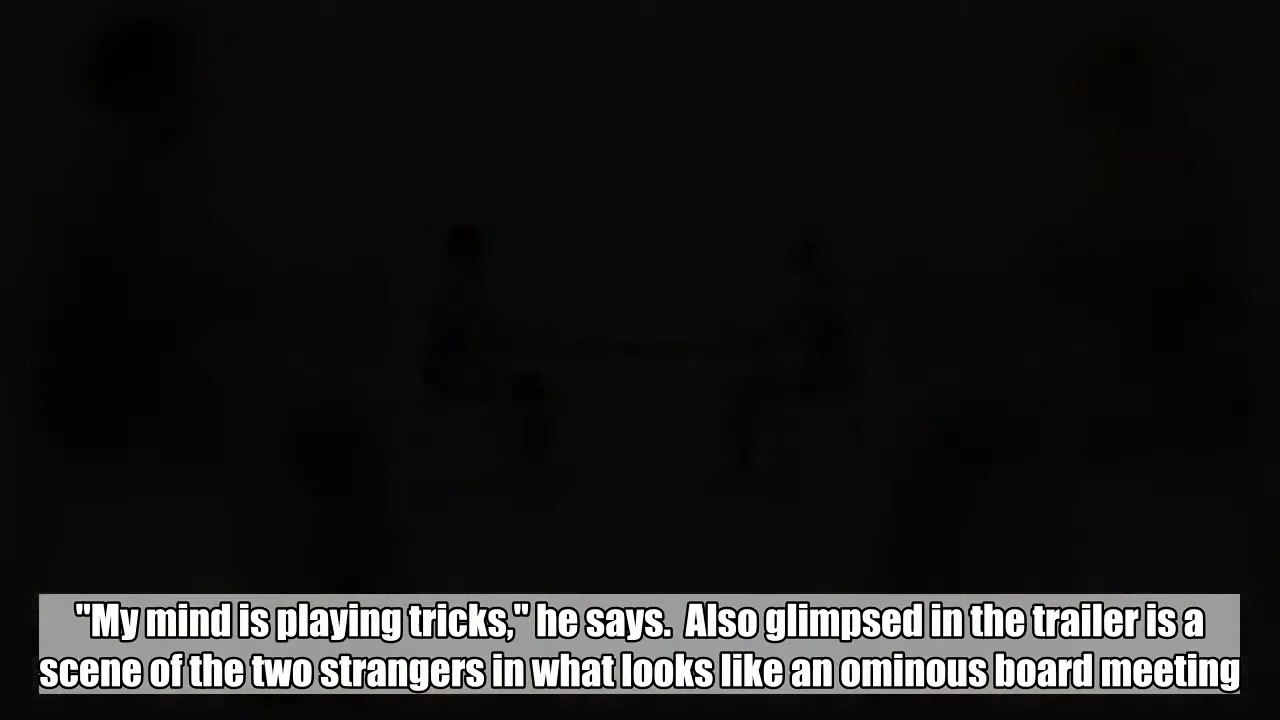 "My mind is playing tricks," he says.  Also glimpsed in the trailer is a
scene of the two strangers in what looks like an ominous board meeting